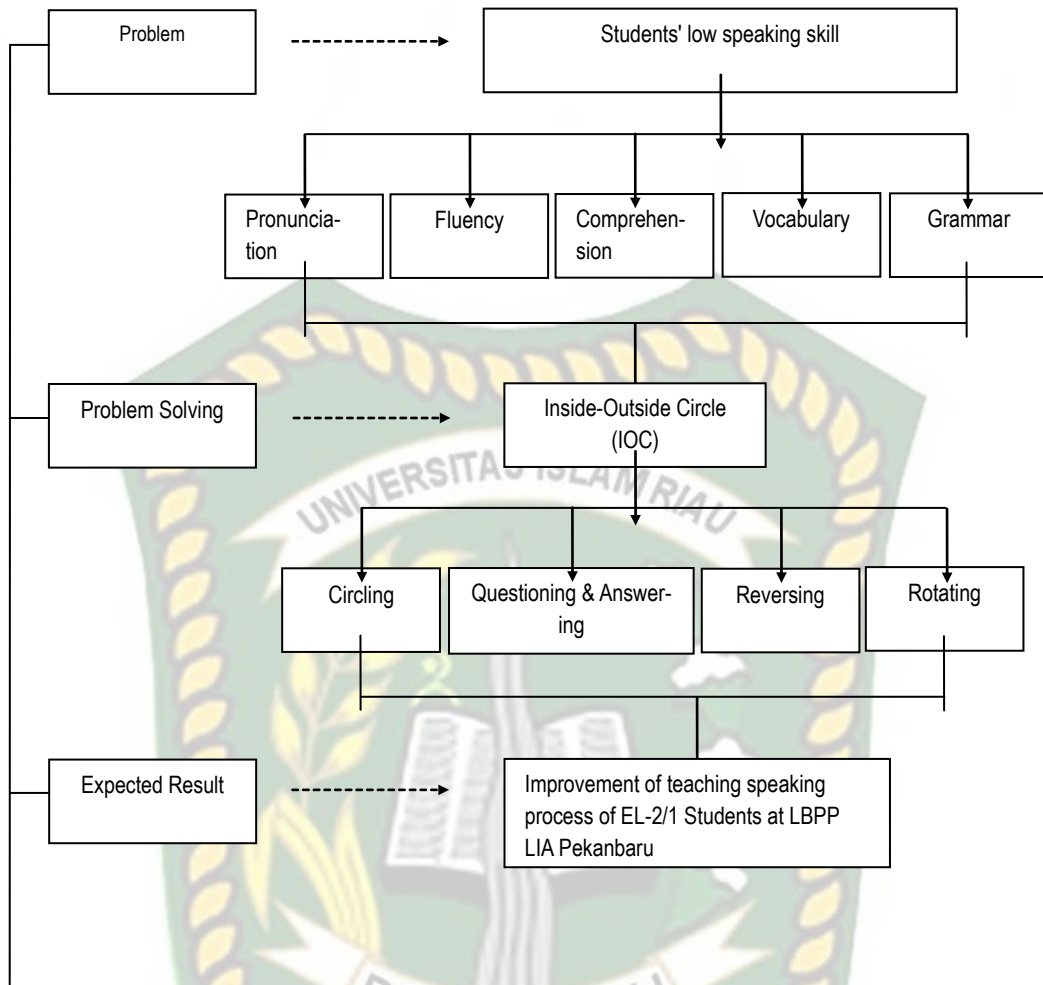 Problem
Students' low speaking skill
Pronuncia-
tion
Fluency
Comprehen-
sion
Vocabulary
Grammar
Problem Solving
Inside-Outside Circle
(IOC)
UNIVERSITAS ISLAM RIAU
Circling
Questioning & Answer-
ing
Reversing
Rotating
Expected Result
Improvement of teaching speaking
process of EL-2/1 Students at LBPP
LIA Pekanbaru